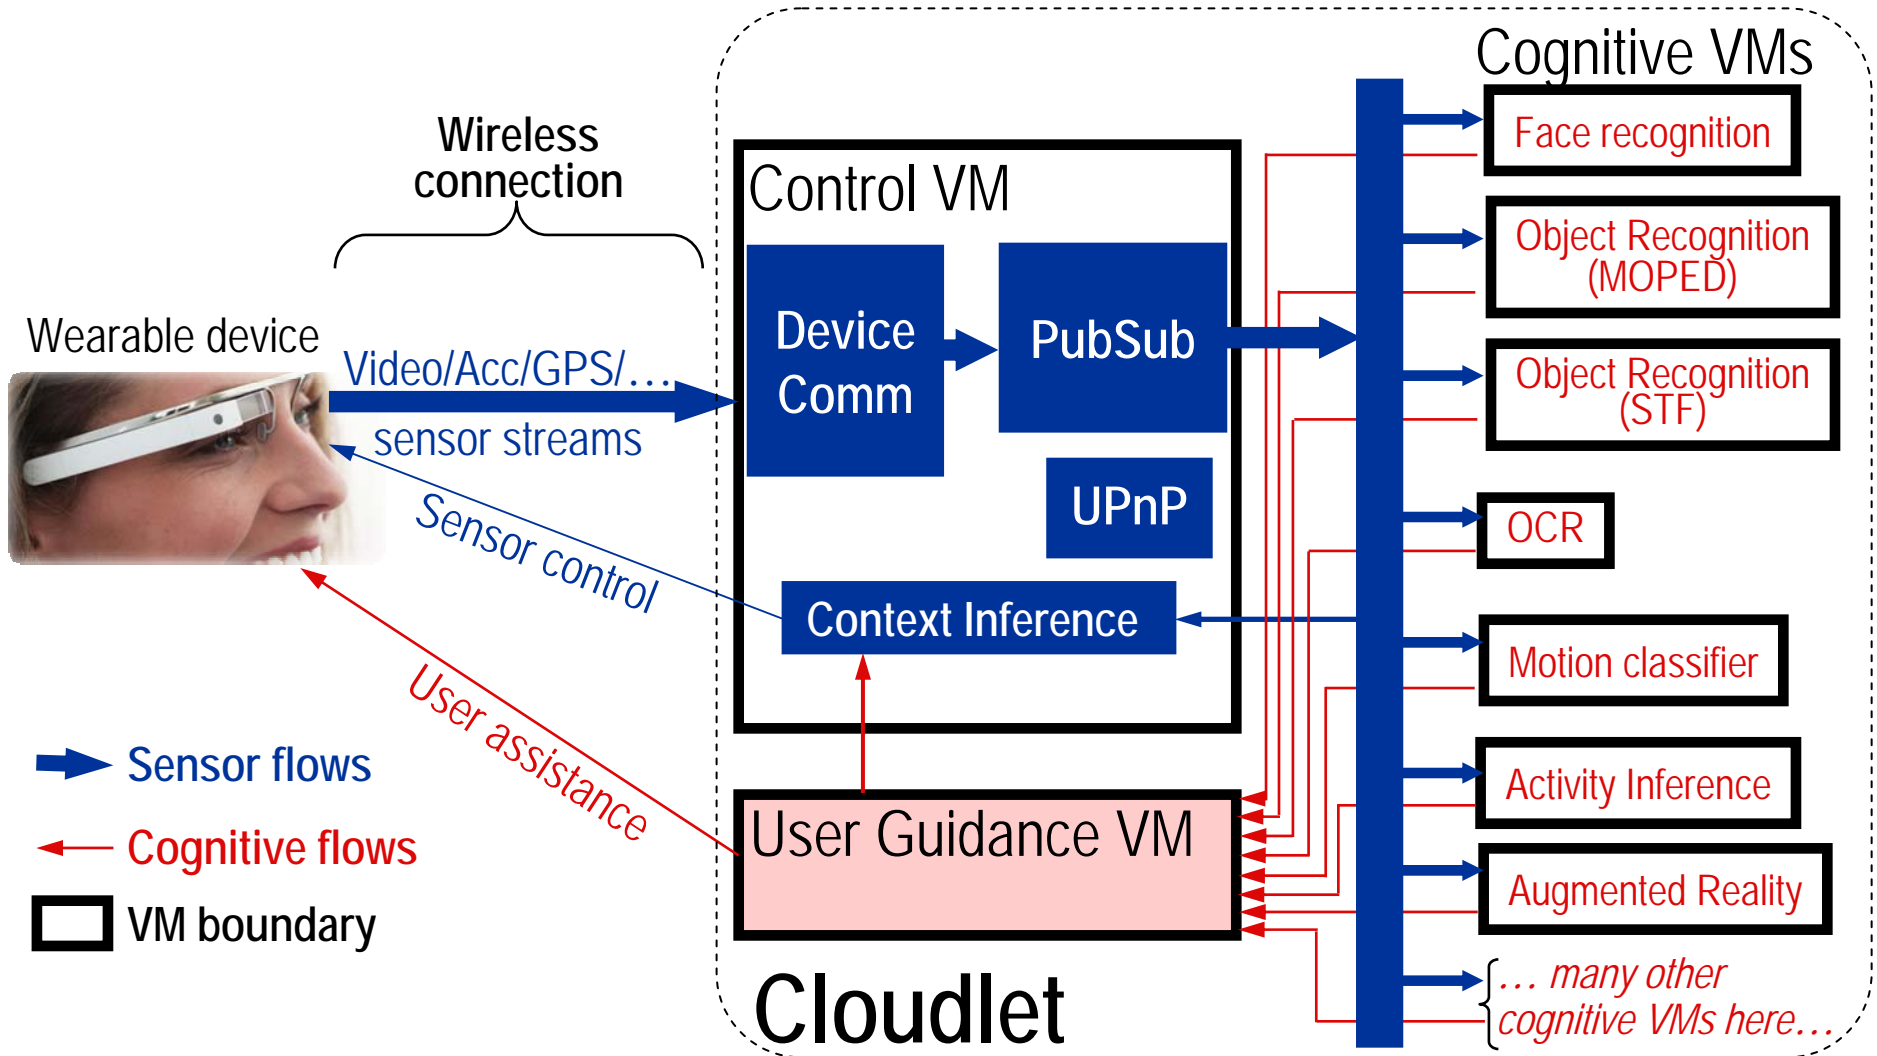 Cognitive VMs
Wireless
connection
Face recognition
Control VM
Object Recognition
(MOPED)
Device
Comm
PubSub
Wearable device
Video/Acc/GPS/…
sensor streams
Object Recognition
(STF)
UPnP
OCR
Sensor control
Context Inference
Motion classifier
User assistance
Sensor flows
Activity Inference
Cognitive flows
User Guidance VM
Augmented Reality
VM boundary
Cloudlet
… many other
cognitive VMs here…